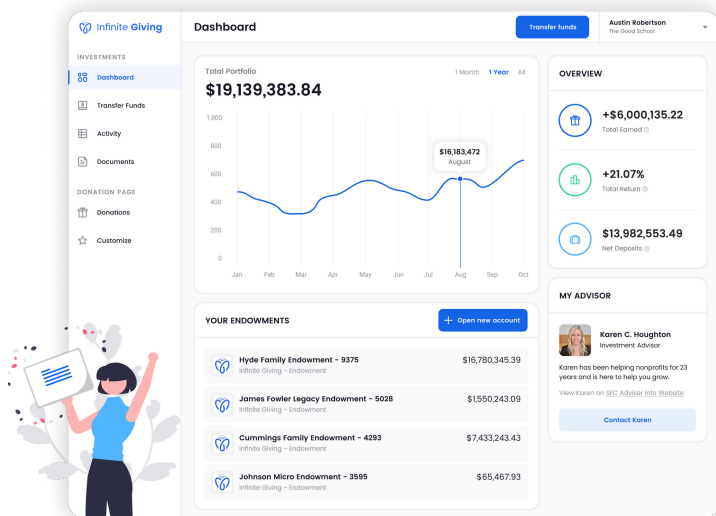 Infinite Giving
INVESTMENTS
Dashboard
Transfer Funds
Activity
Documents
DONATION PAGE
Donations
Customize
Dashboard
Transfer funds
Austin Robertson
The Good School
Total Portfolio
1 Month 1 Year All
$19,139,383.84
1,000
800
600
400
200
0
$16,183,472
August
Jan Feb Mar Apr May Jun Jul Aug Sep Oct
YOUR ENDOWMENTS
Open new account
Hyde Family Endowment - 9375
Infinite Giving - Endowment
$16,780,345.39
James Fowler Legacy Endowment - 5028
Infinite Giving - Endowment
$1,550,243.09
Cummings Family Endowment - 4293
Infinite Giving - Endowment
$7,433,243.43
Johnson Micro Endowment - 3595
Infinite Giving - Endowment
$65,467.93
OVERVIEW
+$6,000,135.22
Total Earned
+21.07%
Total Return
$13,982,553.49
Net Deposits
MY ADVISOR
Karen C. Houghton
Investment Advisor
Karen has been helping nonprofits for 23
years and is here to help you grow.
View Karen on SEC Adviser Info Website
Contact Karen